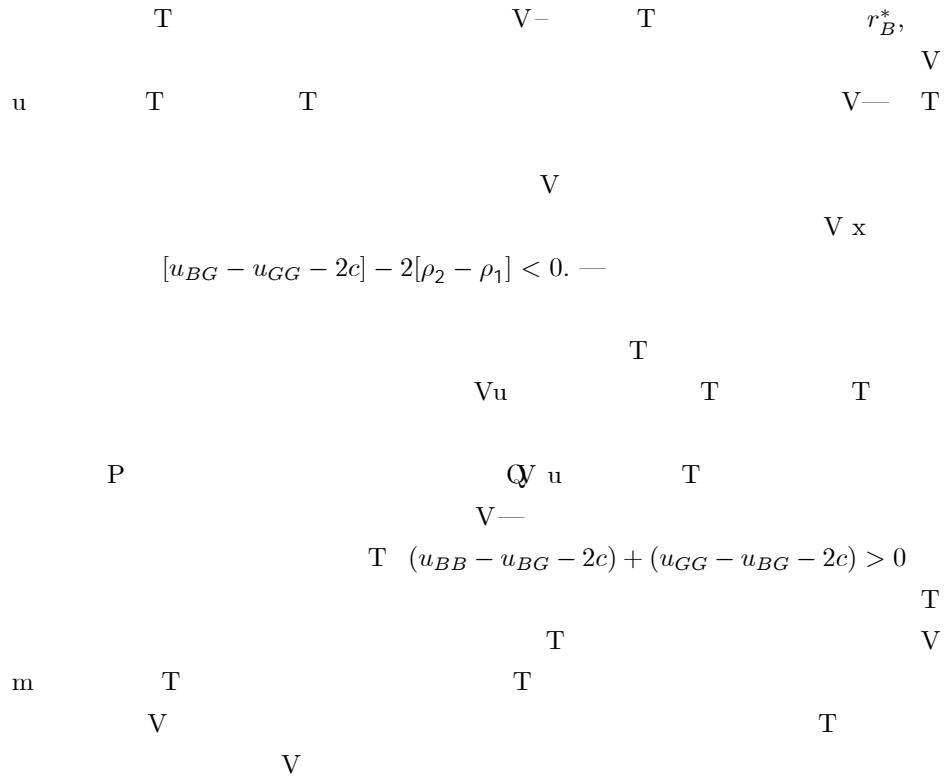 T V– T $r_B^*,$
V
u T T V— T
V
V x
$[u_{BG} - u_{GG} - 2c] - 2[\rho_2 - \rho_1] < 0.$ —
T
Vu T T
P QV u T
V—
T $(u_{BB} - u_{BG} - 2c) + (u_{GG} - u_{BG} - 2c) > 0$
T
T V
m T T
V T
V